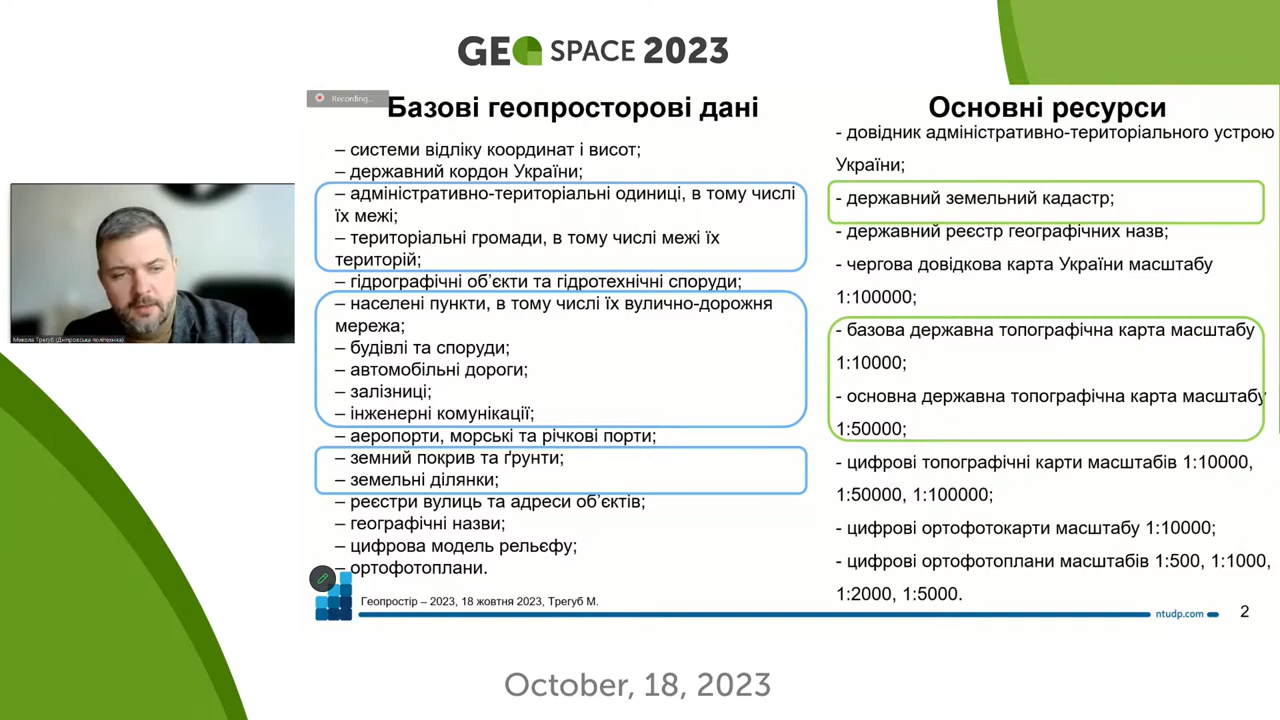 GEO SPACE 2023
Recording...
Базові геопросторові дані
– системи відліку координат і висот;
– державний кордон України;
– адміністративно-територіальні одиниці, в тому числі
їх межі;
– територіальні громади, в тому числі межі їх
територій;
– гідрографічні об’єкти та гідротехнічні споруди;
– населені пункти, в тому числі їх вулично-дорожня
мережа;
– будівлі та споруди;
– автомобільні дороги;
– залізниці;
– інженерні комунікації;
– аеропорти, морські та річкові порти;
– земний покрив та ґрунти;
– земельні ділянки;
– реєстри вулиць та адреси об’єктів;
– географічні назви;
– цифрова модель рельєфу;
– ортофотоплани.
Основні ресурси
- довідник адміністративно-територіального устрою
України;
- державний земельний кадастр;
- державний реєстр географічних назв;
- чергова довідкова карта України масштабу
1:100000;
- базова державна топографічна карта масштабу
1:10000;
- основна державна топографічна карта масштабу
1:50000;
- цифрові топографічні карти масштабів 1:10000,
1:50000, 1:100000;
- цифрові ортофотокарти масштабу 1:10000;
- цифрові ортофотоплани масштабів 1:500, 1:1000,
1:2000, 1:5000.
Микола Трегуб (Дніпровська політехніка)
Геопростір – 2023, 18 жовтня 2023, Трегуб М.
ntudp.com
2
October, 18, 2023